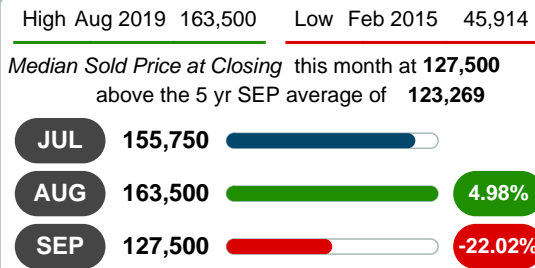 High Aug 2019 163,500 Low Feb 2015 45,914
Median Sold Price at Closing this month at 127,500
above the 5 yr SEP average of 123,269
JUL 155,750
AUG 163,500 4.98%
SEP 127,500 -22.02%